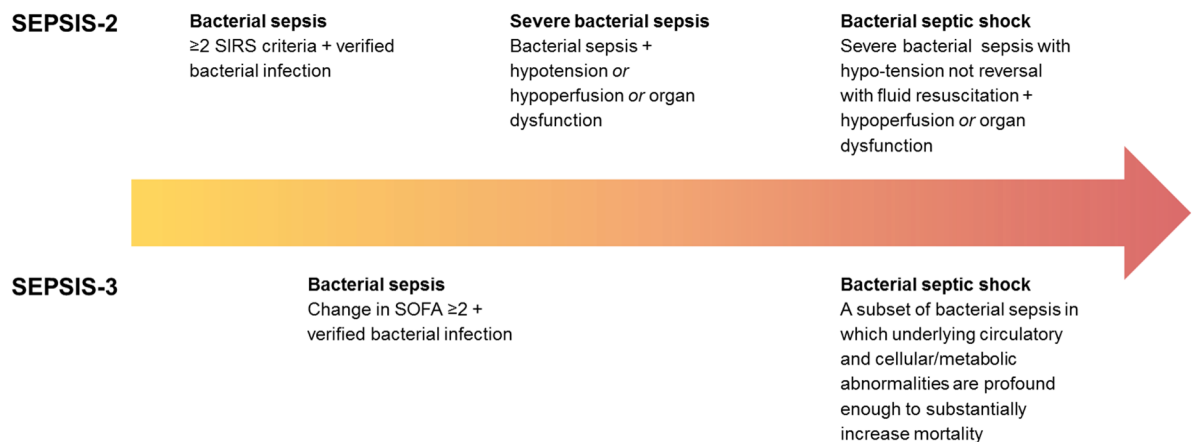 SEPSIS-2
Bacterial sepsis
≥2 SIRS criteria + verified
bacterial infection
Severe bacterial sepsis
Bacterial sepsis +
hypotension or
hypoperfusion or organ
dysfunction
Bacterial septic shock
Severe bacterial sepsis with
hypo-tension not reversal
with fluid resuscitation +
hypoperfusion or organ
dysfunction
SEPSIS-3
Bacterial sepsis
Change in SOFA ≥2 +
verified bacterial infection
Bacterial septic shock
A subset of bacterial sepsis in
which underlying circulatory
and cellular/metabolic
abnormalities are profound
enough to substantially
increase mortality